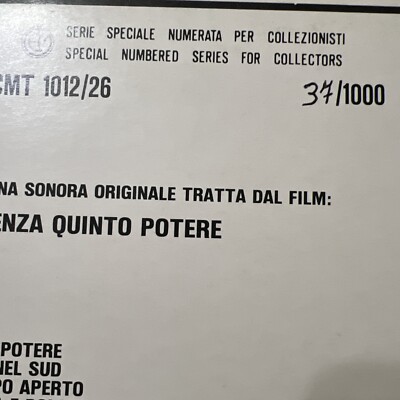 SERIE SPECIALE NUMERATA PER COLLEZIONISTI
SPECIAL NUMBERED SERIES FOR COLLECTORS
CMT 1012/26
37/1000
NA SONORA ORIGINALE TRATTA DAL FILM:
ENZA QUINTO POTERE
POTERE
NEL SUD
PO APERTO